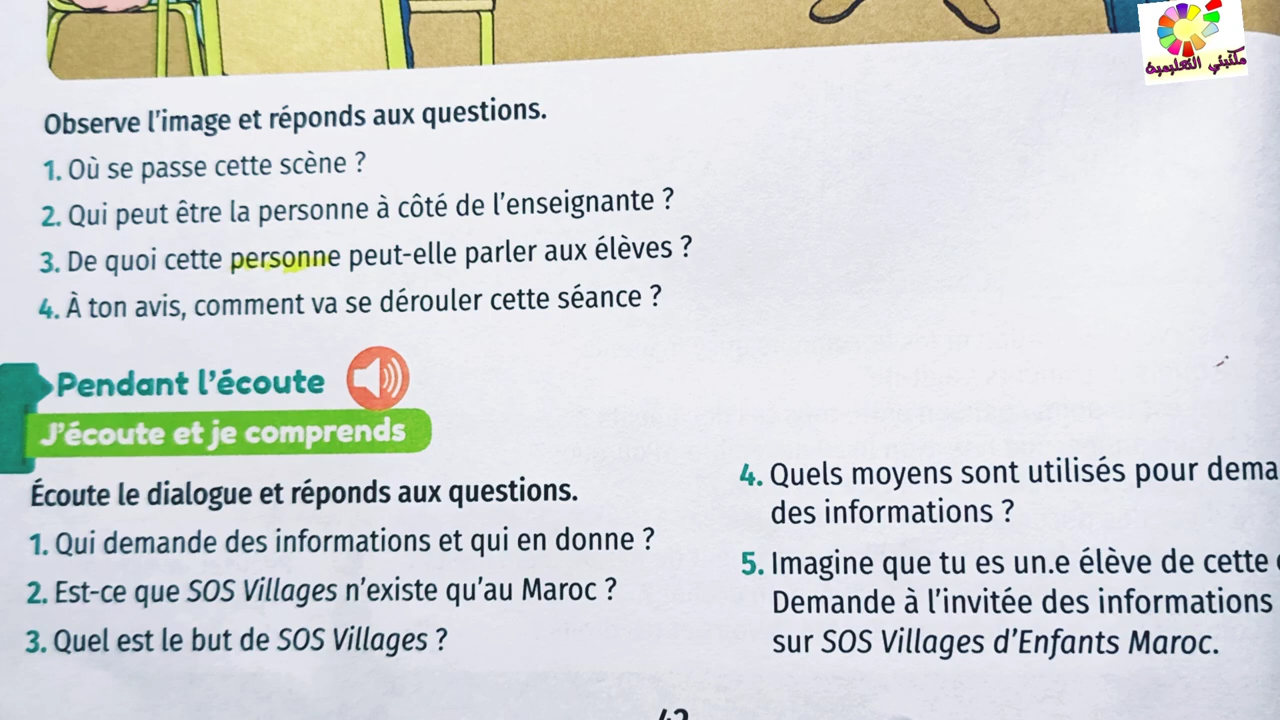 مكتبتي التعليمية
Observe l'image et réponds aux questions.
1. Où se passe cette scène ?
2. Qui peut être la personne à côté de l'enseignante ?
3. De quoi cette personne peut-elle parler aux élèves ?
4. À ton avis, comment va se dérouler cette séance ?
Pendant l'écoute
J'écoute et je comprends
Écoute le dialogue et réponds aux questions.
1. Qui demande des informations et qui en donne ?
2. Est-ce que SOS Villages n'existe qu'au Maroc ?
3. Quel est le but de SOS Villages ?
4. Quels moyens sont utilisés pour dema
des informations ?
5. Imagine que tu es un.e élève de cette
Demande à l'invitée des informations
sur SOS Villages d'Enfants Maroc.